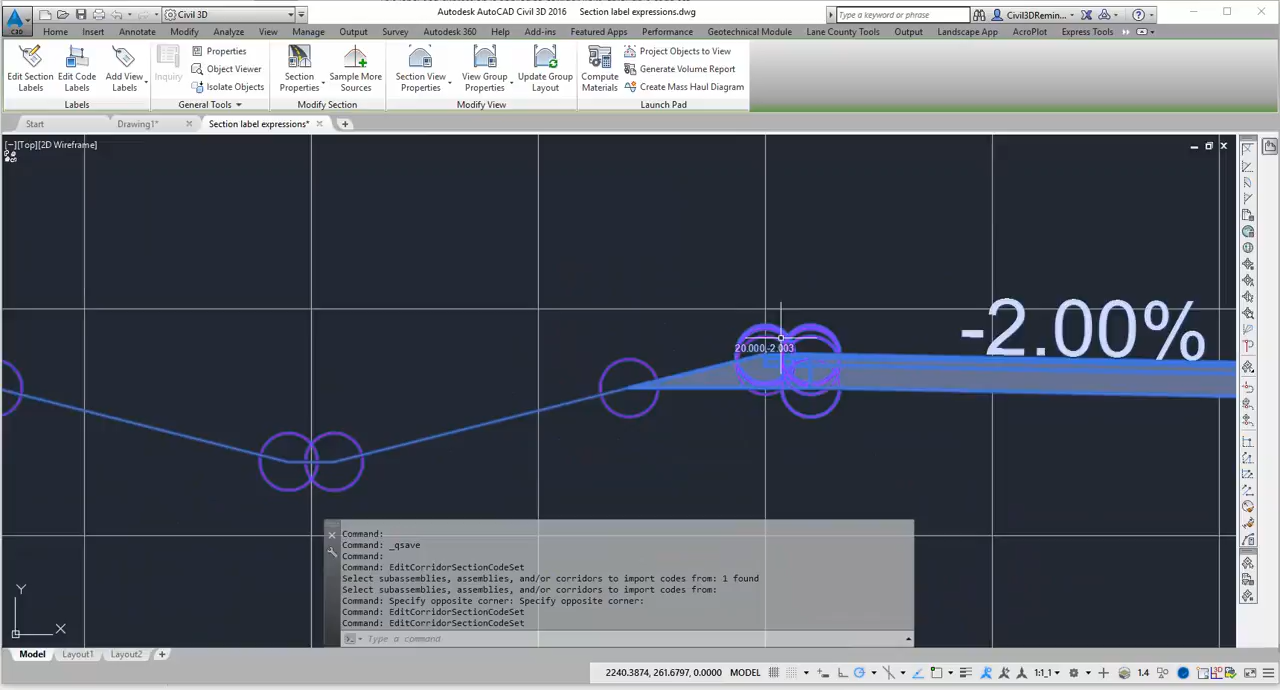 Civil 3D
Autodesk AutoCAD Civil 3D 2016 Section label expressions.dwg
Type a keyword or phrase
Civil3DRemin...
C3D
Home Insert Annotate Modify Analyze View Manage Output Survey Autodesk 360 Help Add-ins Featured Apps Performance Geotechnical Module Lane County Tools Output Landscape App AcroPlot Express Tools
Edit Section Labels
Edit Code Labels
Add View Labels
Inquiry
Properties
Object Viewer
Isolate Objects
Section Properties
Sample More Sources
Section View Properties
View Group Properties
Update Group Layout
Compute Materials
Project Objects to View
Generate Volume Report
Create Mass Haul Diagram
Labels General Tools Modify Section Modify View Launch Pad
Start Drawing1* Section label expressions*
[−][Top][2D Wireframe]
-2.00%
20.000,-2.003
Command:
Command: _qsave
Command:
Command: EditCorridorSectionCodeSet
Select subassemblies, assemblies, and/or corridors to import codes from: 1 found
Select subassemblies, assemblies, and/or corridors to import codes from:
Command: Specify opposite corner: Specify opposite corner:
Command: EditCorridorSectionCodeSet
Command: EditCorridorSectionCodeSet
Type a command
Y
X
Model Layout1 Layout2
2240.3874, 261.6797, 0.0000 MODEL 1:1 1.4